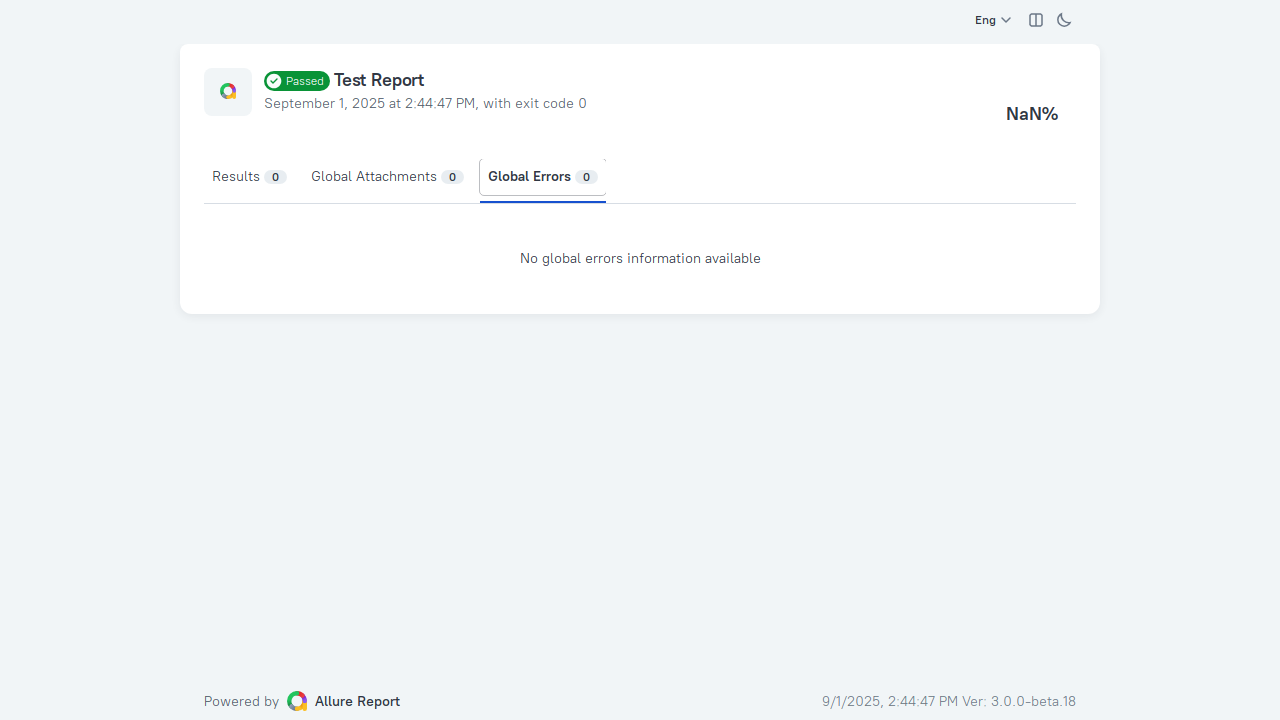 Eng
Passed Test Report
September 1, 2025 at 2:44:47 PM, with exit code 0
NaN%
Results 0 Global Attachments 0 Global Errors 0
No global errors information available
Powered by Allure Report 9/1/2025, 2:44:47 PM Ver: 3.0.0-beta.18